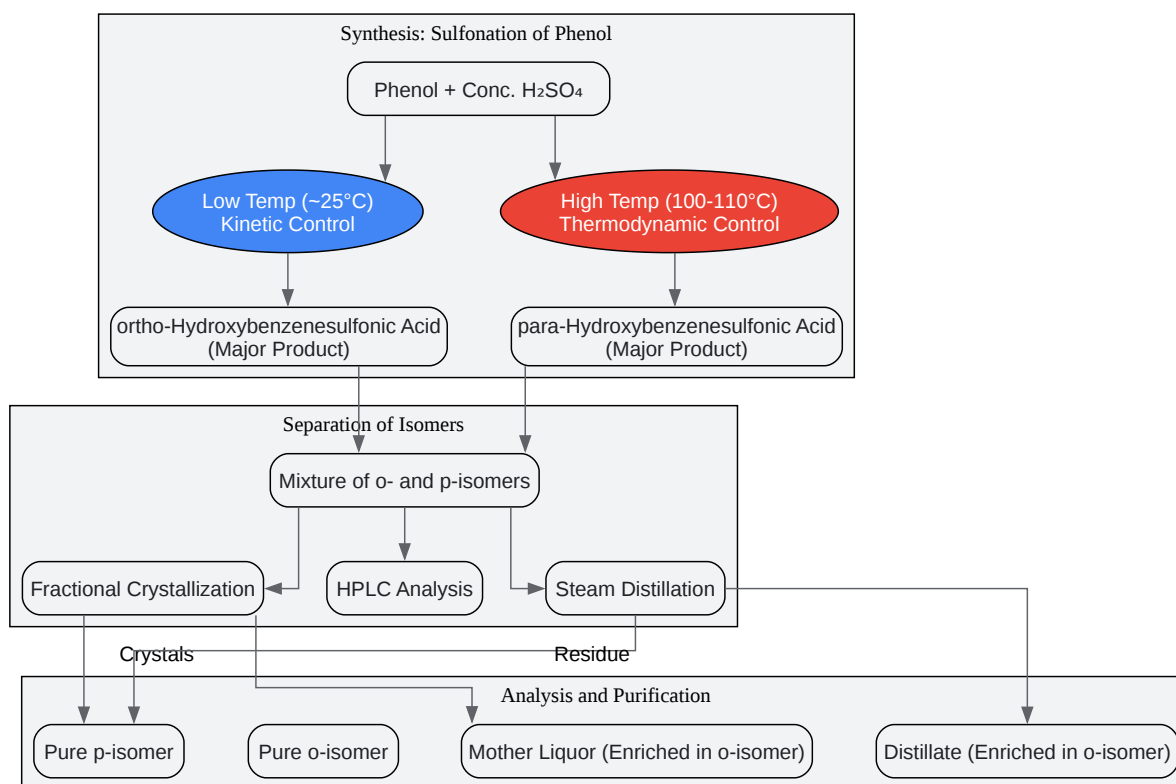 Synthesis: Sulfonation of Phenol
Phenol + Conc. H₂SO₄
Low Temp (~25°C)
Kinetic Control
High Temp (100-110°C)
Thermodynamic Control
ortho-Hydroxybenzenesulfonic Acid
(Major Product)
para-Hydroxybenzenesulfonic Acid
(Major Product)
Separation of Isomers
Mixture of o- and p-isomers
Fractional Crystallization
HPLC Analysis
Steam Distillation
Crystals
Residue
Analysis and Purification
Pure p-isomer
Pure o-isomer
Mother Liquor (Enriched in o-isomer)
Distillate (Enriched in o-isomer)